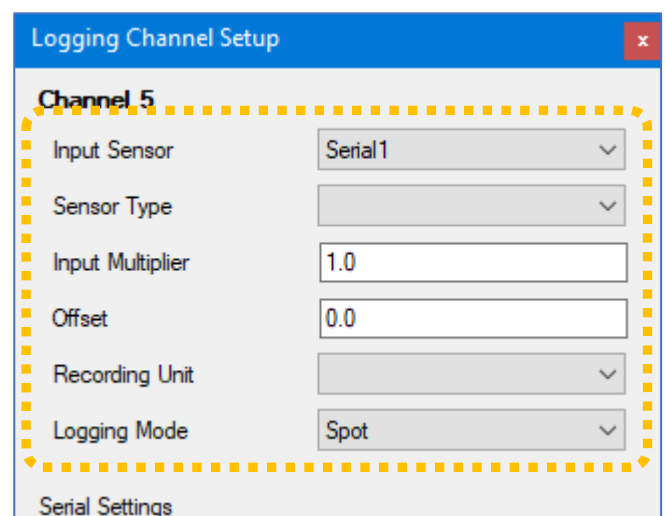 Logging Channel Setup
x
Channel 5
Input Sensor Serial1
Sensor Type
Input Multiplier 1.0
Offset 0.0
Recording Unit
Logging Mode Spot
Serial Settings